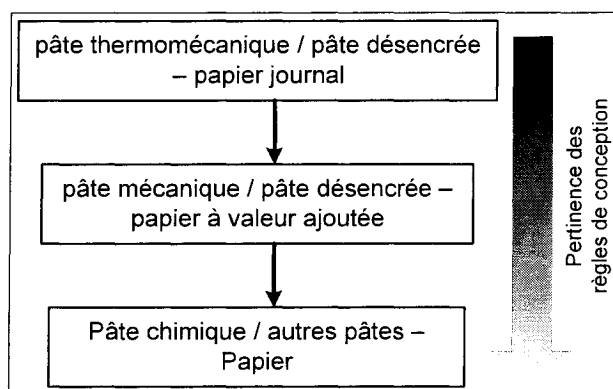 pâte thermomécanique / pâte désencrée
– papier journal
pâte mécanique / pâte désencrée –
papier à valeur ajoutée
Pâte chimique / autres pâtes –
Papier
Pertinence des
règles de conception